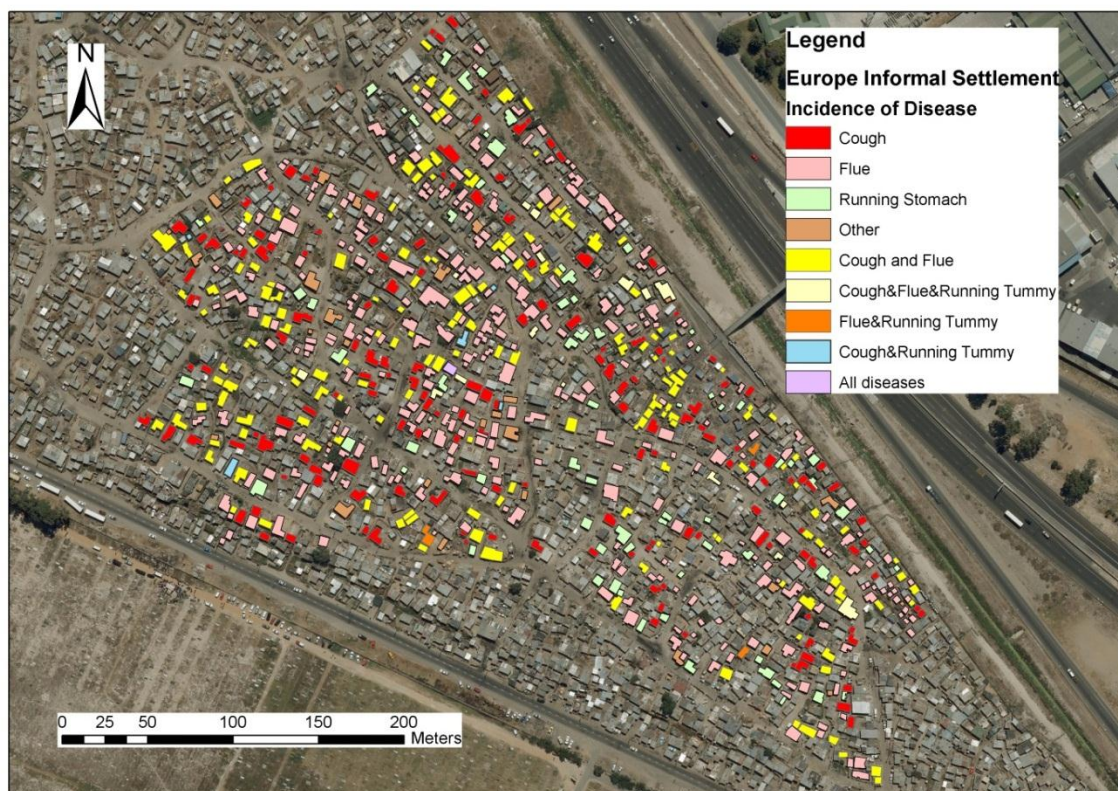 N
Legend
Europe Informal Settlement
Incidence of Disease
Cough
Flue
Running Stomach
Other
Cough and Flue
Cough&Flue&Running Tummy
Flue&Running Tummy
Cough&Running Tummy
All diseases
0 25 50 100 150 200
Meters